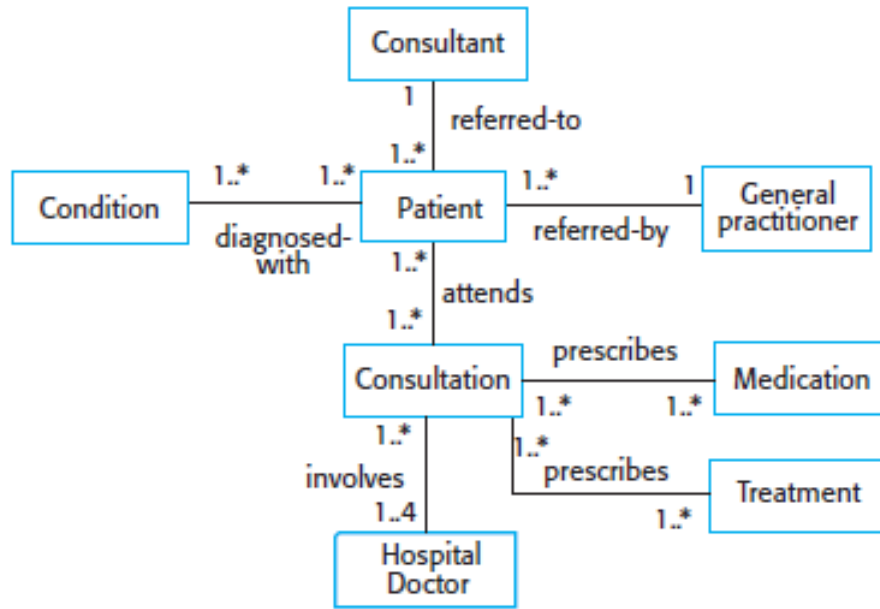 Consultant
1
referred-to
1..*
1..*
1..*
1..*
1
Condition
Patient
General
practitioner
diagnosed-
with
referred-by
1..*
attends
1..*
Consultation
prescribes
Medication
1..*
1..*
1..*
1..*
involves
prescribes
Treatment
1..4
1..*
Hospital
Doctor